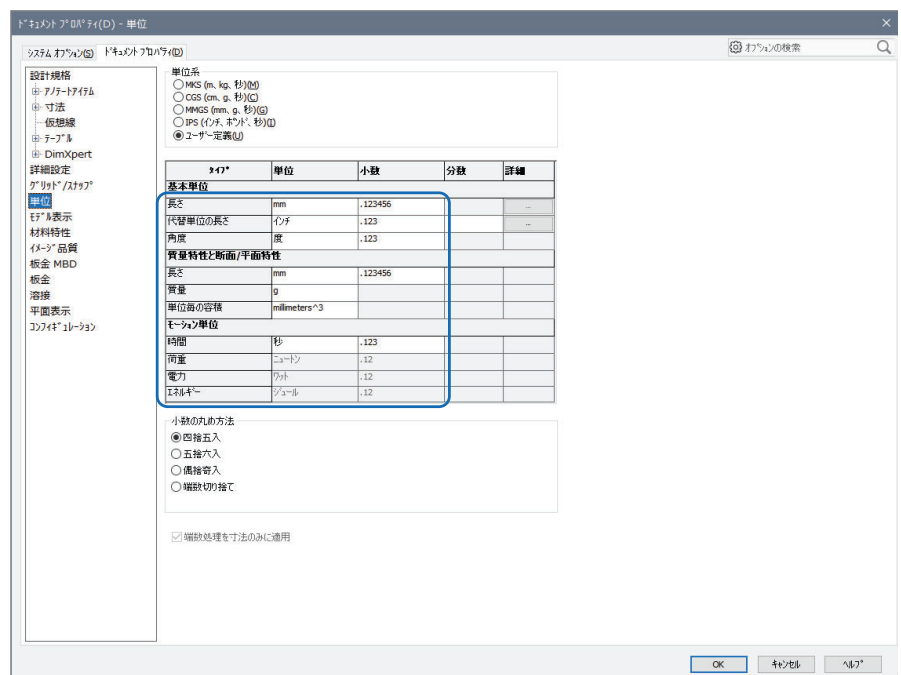 ﾄﾞｷｭﾒﾝﾄ ﾌﾟﾛﾊﾟﾃｨ(D) - 単位
ｼｽﾃﾑ ｵﾌﾟｼｮﾝ(S) ﾄﾞｷｭﾒﾝﾄ ﾌﾟﾛﾊﾟﾃｨ(D)
ｵﾌﾟｼｮﾝの検索
設計規格
ｱﾉﾃｰﾄｱｲﾃﾑ
寸法
仮想線
ﾃｰﾌﾞﾙ
DimXpert
詳細設定
ｸﾞﾘｯﾄﾞ/ｽﾅｯﾌﾟ
単位
ﾓﾃﾞﾙ表示
材料特性
ｲﾒｰｼﾞ品質
板金 MBD
板金
溶接
平面表示
ｺﾝﾌｨｷﾞｭﾚｰｼｮﾝ
単位系
MKS (m、kg、秒)(M)
CGS (cm、g、秒)(C)
MMGS (mm、g、秒)(G)
IPS (ｲﾝﾁ、ﾎﾟﾝﾄﾞ、秒)(I)
ﾕｰｻﾞｰ定義(U)
ﾀｲﾌﾟ 単位 小数 分数 詳細
基本単位
長さ mm .123456 ...
代替単位の長さ ｲﾝﾁ .123 ...
角度 度 .123
質量特性と断面/平面特性
長さ mm .123456
質量 g
単位毎の容積 millimeters^3
ﾓｰｼｮﾝ単位
時間 秒 .123
荷重 ﾆｭｰﾄﾝ .12
電力 ﾜｯﾄ .12
ｴﾈﾙｷﾞｰ ｼﾞｭｰﾙ .12
小数の丸め方法
四捨五入
五捨六入
偶捨寄入
端数切り捨て
端数処理を寸法のみに適用
OK ｷｬﾝｾﾙ ﾍﾙﾌﾟ